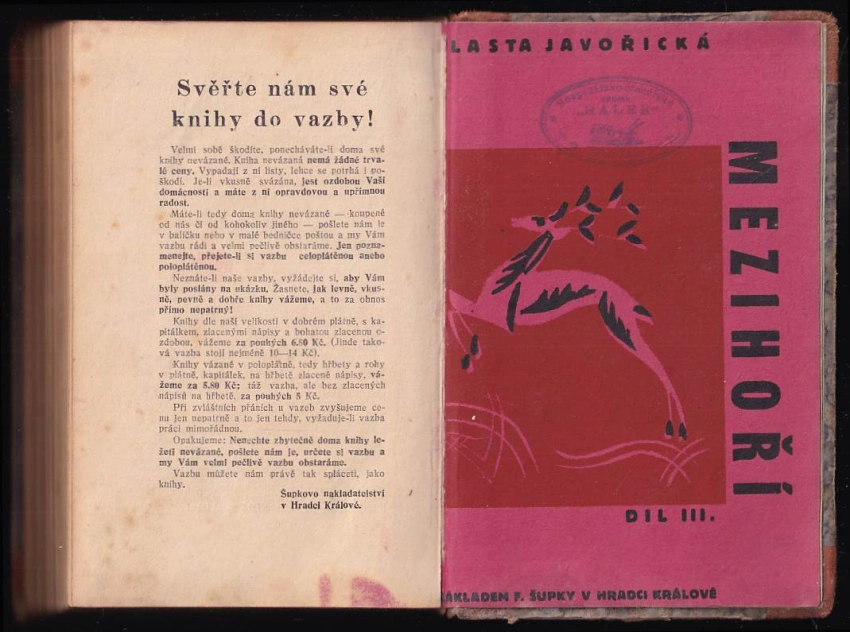 Svěřte nám své
knihy do vazby!
Velmi sobě škodíte, ponecháváte-li doma své
knihy nevázané. Kniha nevázaná nemá žádné trva-
lé ceny. Vypadají z ní listy, lehce se potrhá i po-
škodí. Je-li vkusně svázána, jest ozdobou Vaší
domácnosti a máte z ní opravdovou a upřímnou
radost.
Máte-li tedy doma knihy nevázané — koupené
od nás či od kohokoliv jiného — pošlete nám je
v balíčku nebo v malé bedničce poštou a my Vám
vazbu rádi a velmi pečlivě obstaráme. Jen pozna-
menejte, přejete-li si vazbu celoplátěnou anebo
poloplátěnou.
Neznáte-li naše vazby, vyžádejte si, aby Vám
byly poslány na ukázku. Žasnete, jak levně, vkus-
ně, pevně a dobře knihy vážeme, a to za obnos
přímo nepatrný!
Knihy dle naší velikosti v dobrém plátně, s ka-
pitálkem, zlacenými nápisy a bohatou zlacenou o-
zdobou, vážeme za pouhých 6.80 Kč. (Jinde tako-
vá vazba stojí nejméně 10—14 Kč).
Knihy vázané v poloplátně, tedy hřbety a rohy
v plátně, kapitálek, na hřbetě zlacené nápisy, vá-
žeme za 5.80 Kč; táž vazba, ale bez zlacených
nápisů na hřbetě, za pouhých 5 Kč.
Při zvláštních přáních u vazeb zvyšujeme ce-
nu jen nepatrně a to jen tehdy, vyžaduje-li vazba
práci mimořádnou.
Opakujeme: Nenechte zbytečně doma knihy le-
žeti nevázané, pošlete nám je, určete si vazbu a
my Vám velmi pečlivě vazbu obstaráme.
Vazbu můžete nám právě tak spláceti, jako
knihy.
Šupkovo nakladatelství
v Hradci Králové.
LASTA JAVOŘICKÁ
MEZIHOŘÍ
DIL III.
ÁKLADEM F. ŠUPKY V HRADCI KRÁLOVÉ